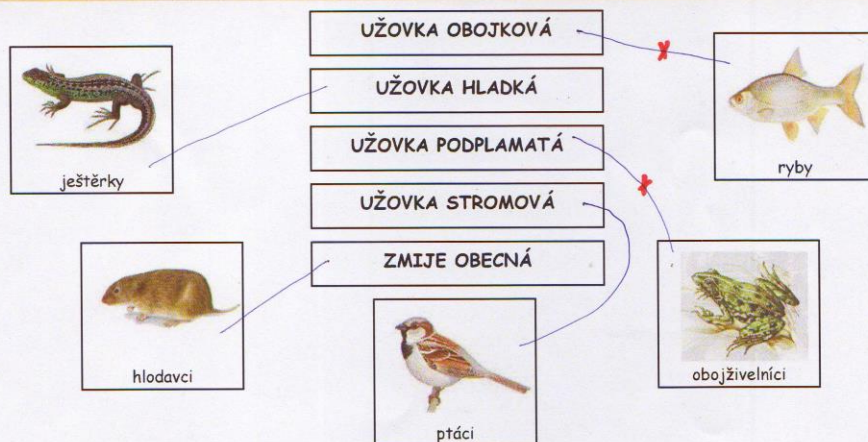 UŽOVKA OBOJKOVÁ
UŽOVKA HLADKÁ
UŽOVKA PODPLAMATÁ
UŽOVKA STROMOVÁ
ZMIJE OBECNÁ
ještěrky
ryby
hlodavci
ptáci
obojživelníci